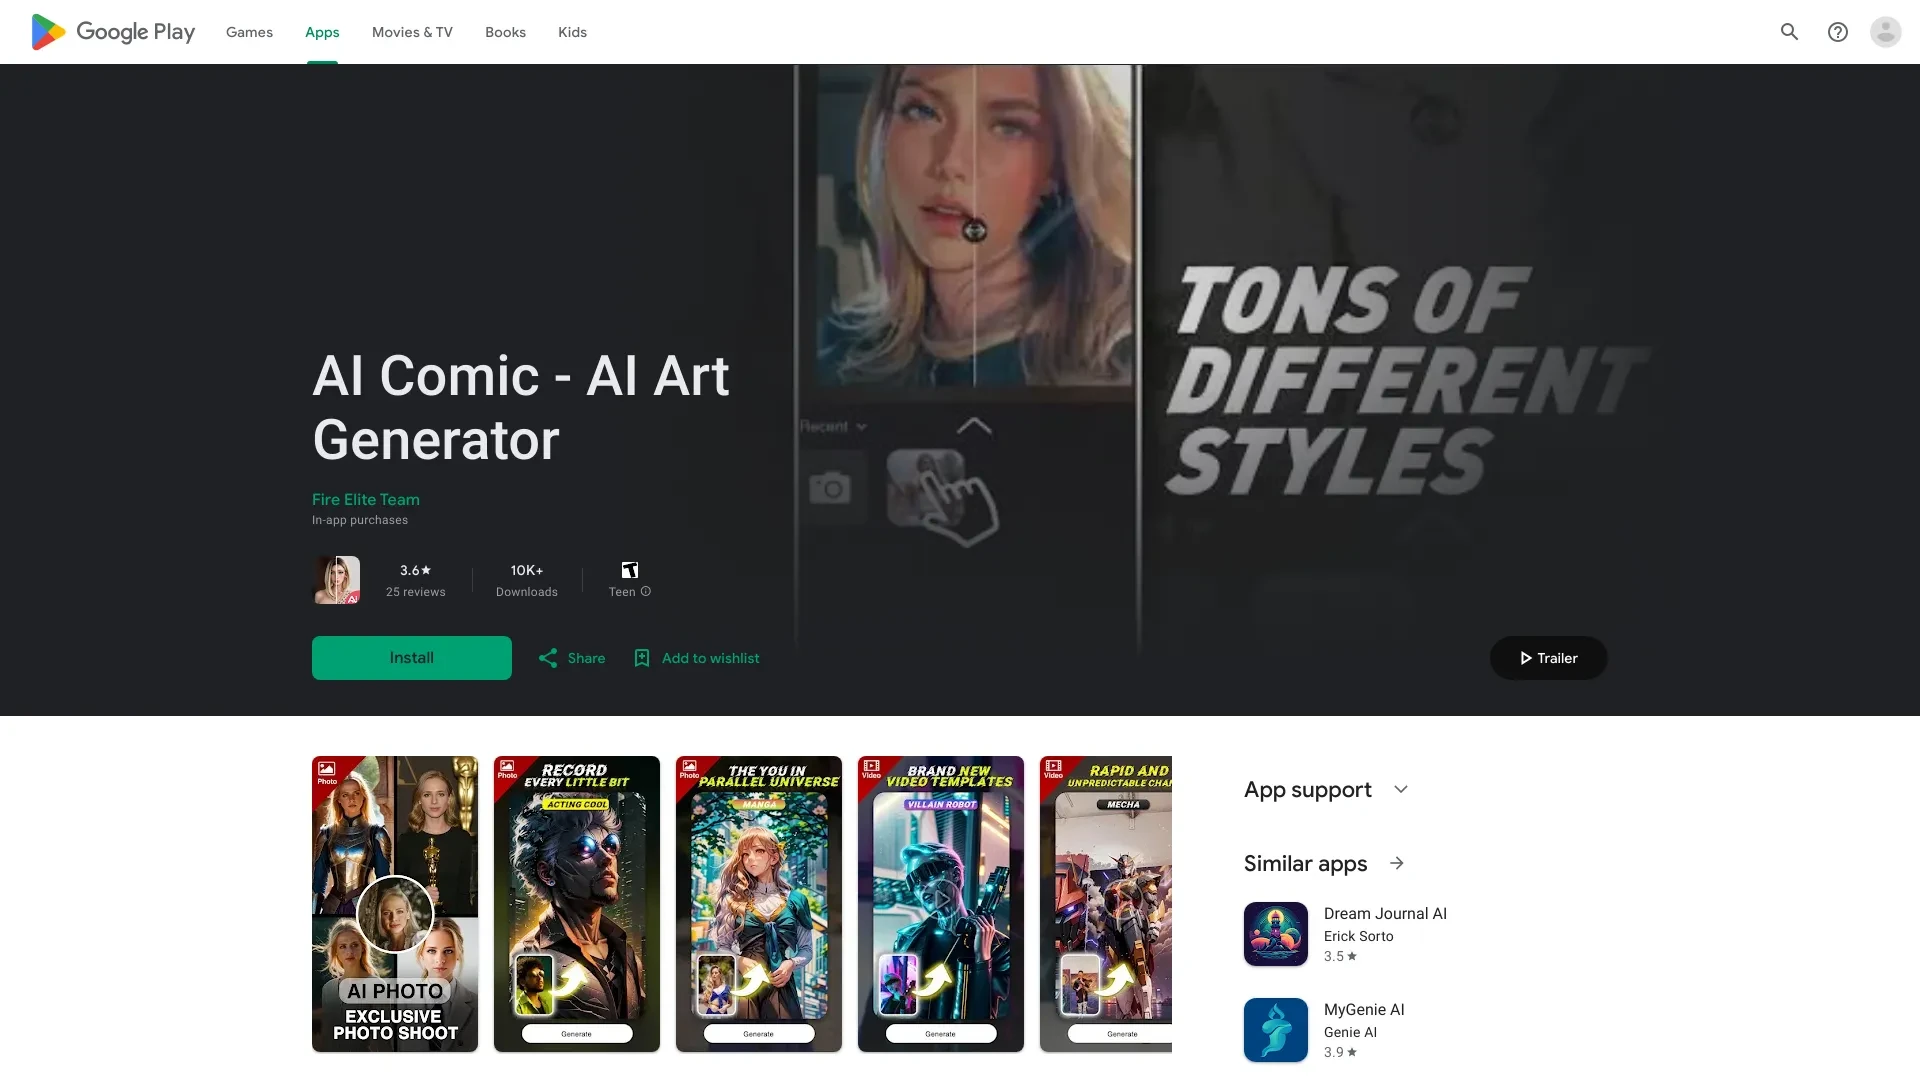 Google Play
Games
Apps
Movies & TV
Books
Kids
TONS OF
DIFFERENT
STYLES
Recent
AI Comic - AI Art
Generator
Fire Elite Team
In-app purchases
3.6★
25 reviews
10K+
Downloads
T
Teen
Install
Share
Add to wishlist
Trailer
Photo
AI PHOTO
EXCLUSIVE
PHOTO SHOOT
Photo
RECORD
EVERY LITTLE BIT
ACTING COOL
Generate
Photo
THE YOU IN
PARALLEL UNIVERSE
MANGA
Generate
Video
BRAND NEW
VIDEO TEMPLATES
VILLAIN ROBOT
Generate
Video
RAPID AND
UNPREDICTABLE CHAN
MECHA
Generate
App support
Similar apps
Dream Journal AI
Erick Sorto
3.5★
MyGenie AI
Genie AI
3.9★